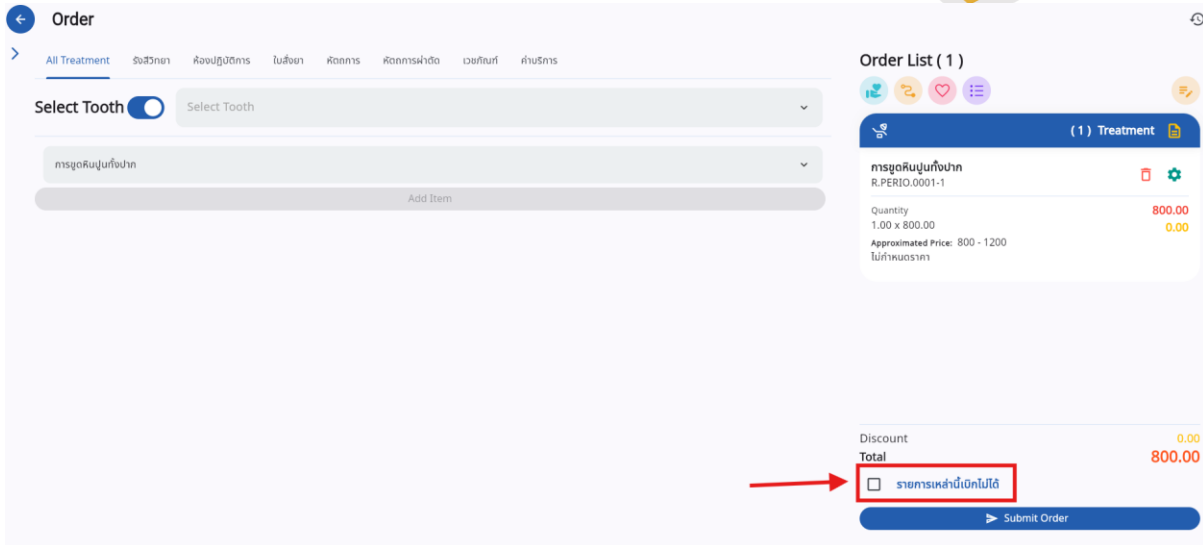 Order
All Treatment รังสีวิทยา ห้องปฏิบัติการ ใบสั่งยา หัตถการ หัตถการผ่าตัด เวชภัณฑ์ ค่าบริการ
Select Tooth Select Tooth
การขูดหินปูนทั้งปาก
Add Item
Order List ( 1 )
( 1 ) Treatment
การขูดหินปูนทั้งปาก
R.PERIO.0001-1
Quantity 800.00
1.00 x 800.00 0.00
Approximated Price: 800 - 1200
ไม่กำหนดราคา
Discount 0.00
Total 800.00
รายการเหล่านี้เบิกไม่ได้
Submit Order